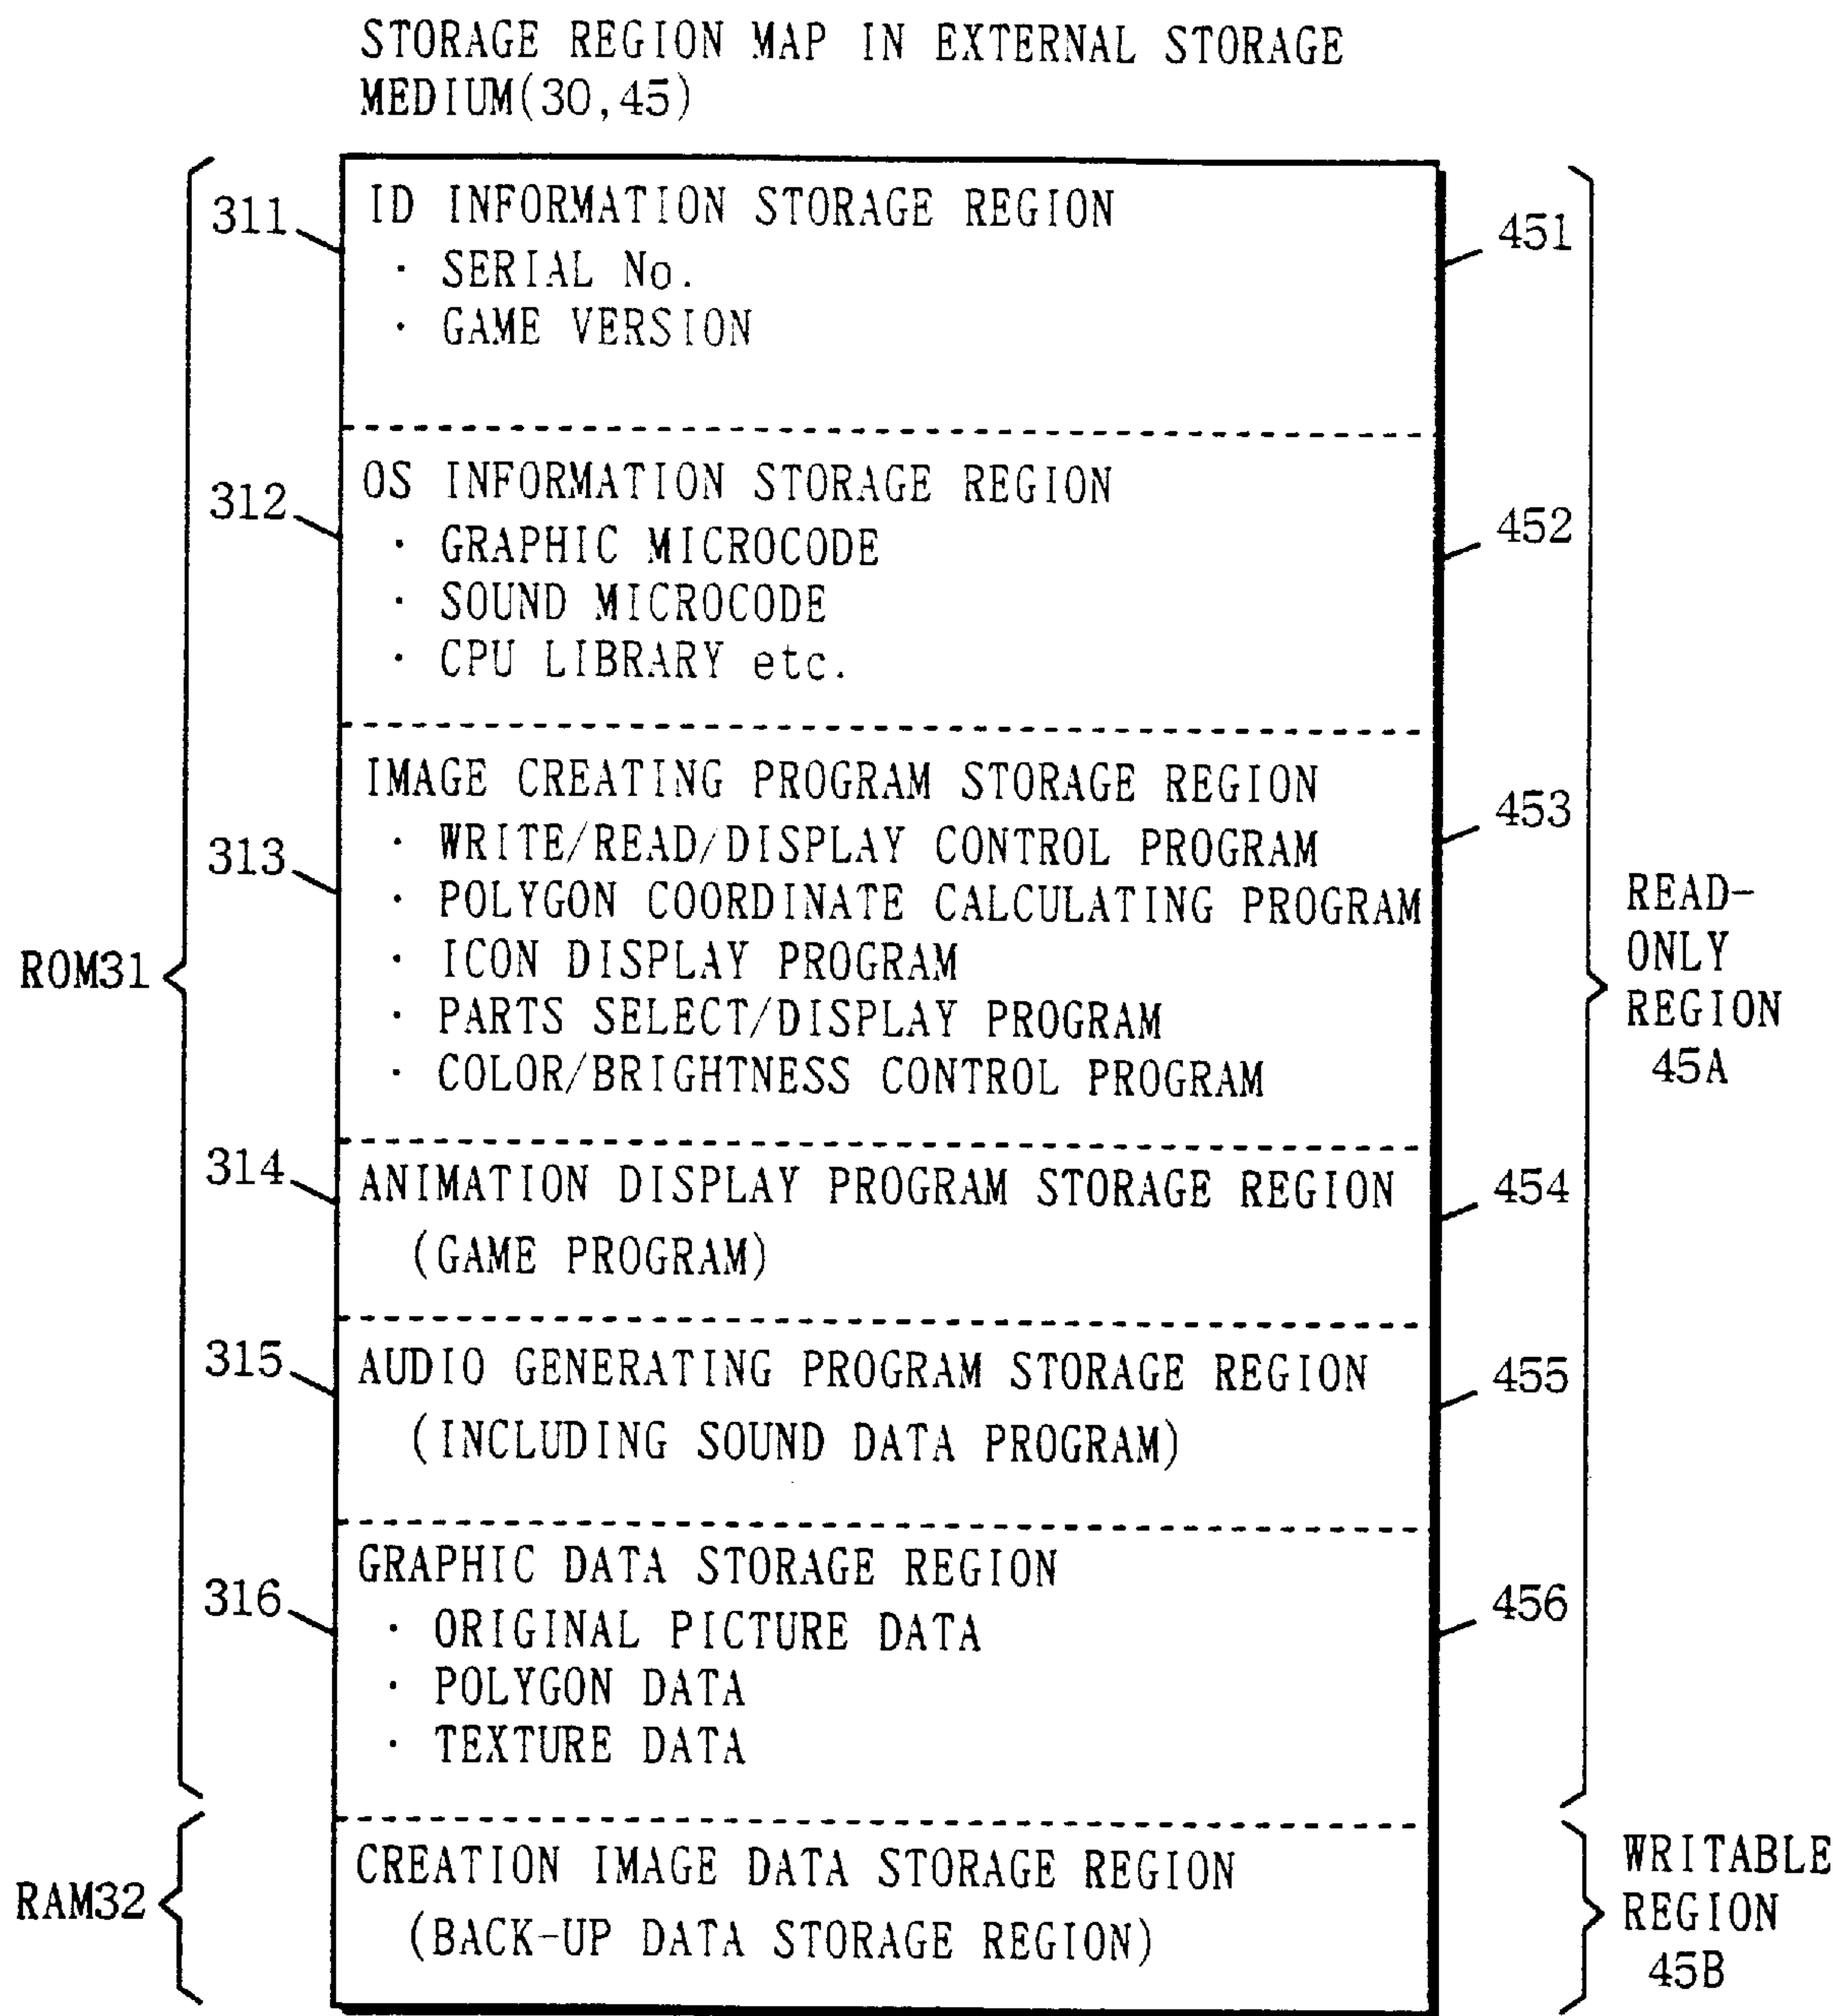 STORAGE REGION MAP IN EXTERNAL STORAGE
MEDIUM(30,45)
311
ID INFORMATION STORAGE REGION
· SERIAL No.
· GAME VERSION
451
312
OS INFORMATION STORAGE REGION
· GRAPHIC MICROCODE
· SOUND MICROCODE
· CPU LIBRARY etc.
452
313
IMAGE CREATING PROGRAM STORAGE REGION
· WRITE/READ/DISPLAY CONTROL PROGRAM
· POLYGON COORDINATE CALCULATING PROGRAM
· ICON DISPLAY PROGRAM
· PARTS SELECT/DISPLAY PROGRAM
· COLOR/BRIGHTNESS CONTROL PROGRAM
453
ROM31
READ-
ONLY
REGION
45A
314
ANIMATION DISPLAY PROGRAM STORAGE REGION
(GAME PROGRAM)
454
315
AUDIO GENERATING PROGRAM STORAGE REGION
(INCLUDING SOUND DATA PROGRAM)
455
316
GRAPHIC DATA STORAGE REGION
· ORIGINAL PICTURE DATA
· POLYGON DATA
· TEXTURE DATA
456
RAM32
CREATION IMAGE DATA STORAGE REGION
(BACK-UP DATA STORAGE REGION)
WRITABLE
REGION
45B